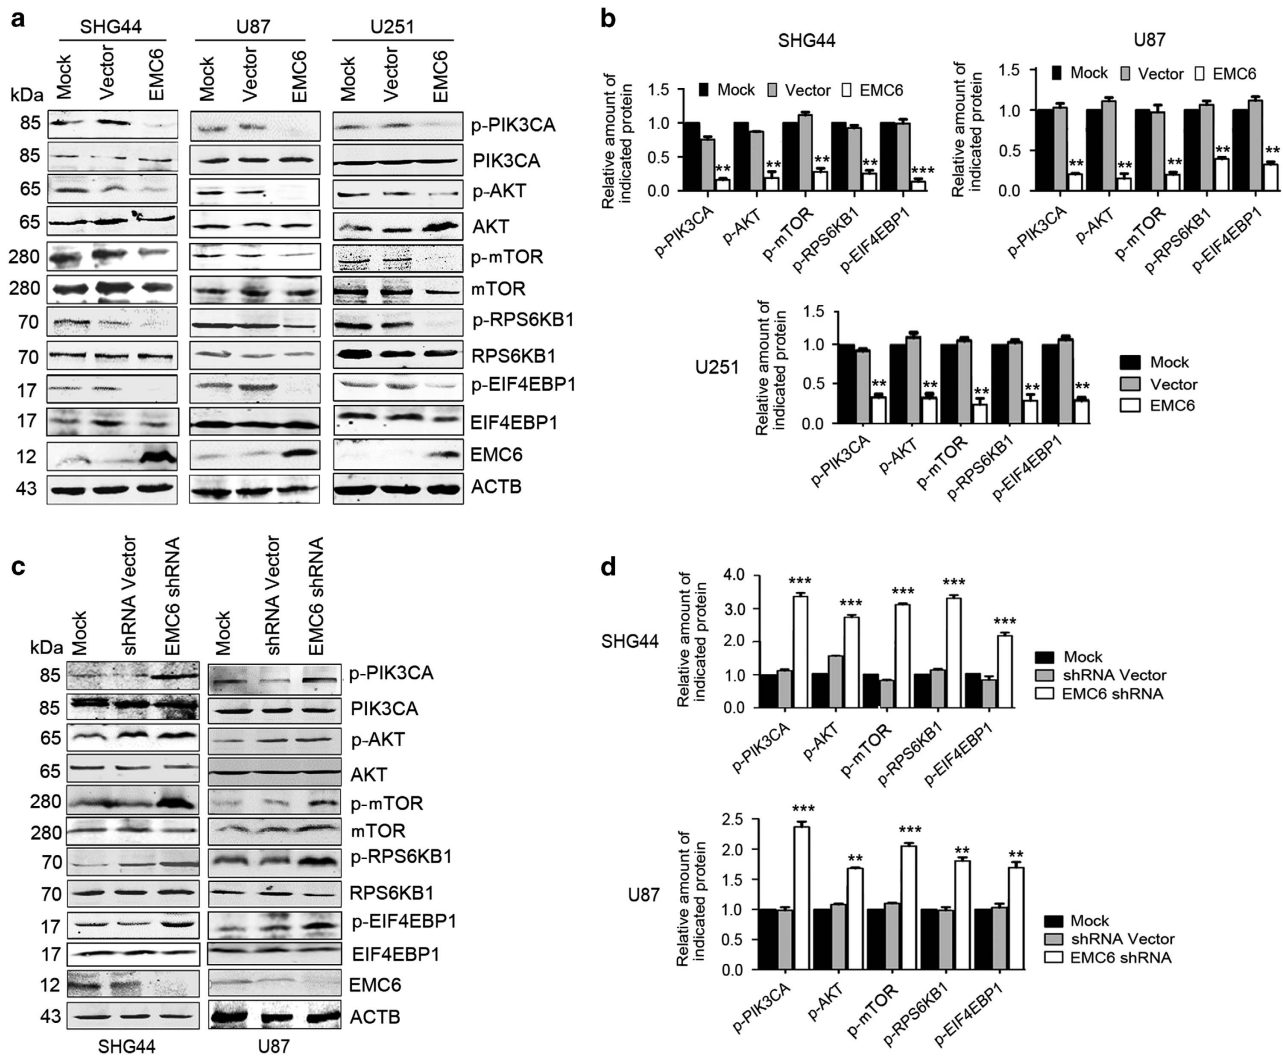 a
SHG44 U87 U251
Mock Vector EMC6 Mock Vector EMC6 Mock Vector EMC6
kDa
85 p-PIK3CA
85 PIK3CA
65 p-AKT
65 AKT
280 p-mTOR
280 mTOR
70 p-RPS6KB1
70 RPS6KB1
17 p-EIF4EBP1
17 EIF4EBP1
12 EMC6
43 ACTB
b
SHG44
Relative amount of
indicated protein
Mock Vector EMC6
1.5
1.0
0.5
0.0
** ** ** ** ***
p-PIK3CA p-AKT p-mTOR p-RPS6KB1 p-EIF4EBP1
U87
Relative amount of
indicated protein
Mock Vector EMC6
1.5
1.0
0.5
0.0
** ** ** ** **
p-PIK3CA p-AKT p-mTOR p-RPS6KB1 p-EIF4EBP1
U251
Relative amount of
indicated protein
1.5
1.0
0.5
0.0
** ** ** ** **
p-PIK3CA p-AKT p-mTOR p-RPS6KB1 p-EIF4EBP1
Mock
Vector
EMC6
c
Mock shRNA Vector EMC6 shRNA Mock shRNA Vector EMC6 shRNA
kDa
85 p-PIK3CA
85 PIK3CA
65 p-AKT
65 AKT
280 p-mTOR
280 mTOR
70 p-RPS6KB1
70 RPS6KB1
17 p-EIF4EBP1
17 EIF4EBP1
12 EMC6
43 ACTB
SHG44 U87
d
SHG44
Relative amount of
indicated protein
4.0
3.0
2.0
1.0
0.0
*** *** *** *** ***
p-PIK3CA p-AKT p-mTOR p-RPS6KB1 p-EIF4EBP1
Mock
shRNA Vector
EMC6 shRNA
U87
Relative amount of
indicated protein
2.5
2.0
1.5
1.0
0.5
0.0
*** ** *** ** **
p-PIK3CA p-AKT p-mTOR p-RPS6KB1 p-EIF4EBP1
Mock
shRNA Vector
EMC6 shRNA